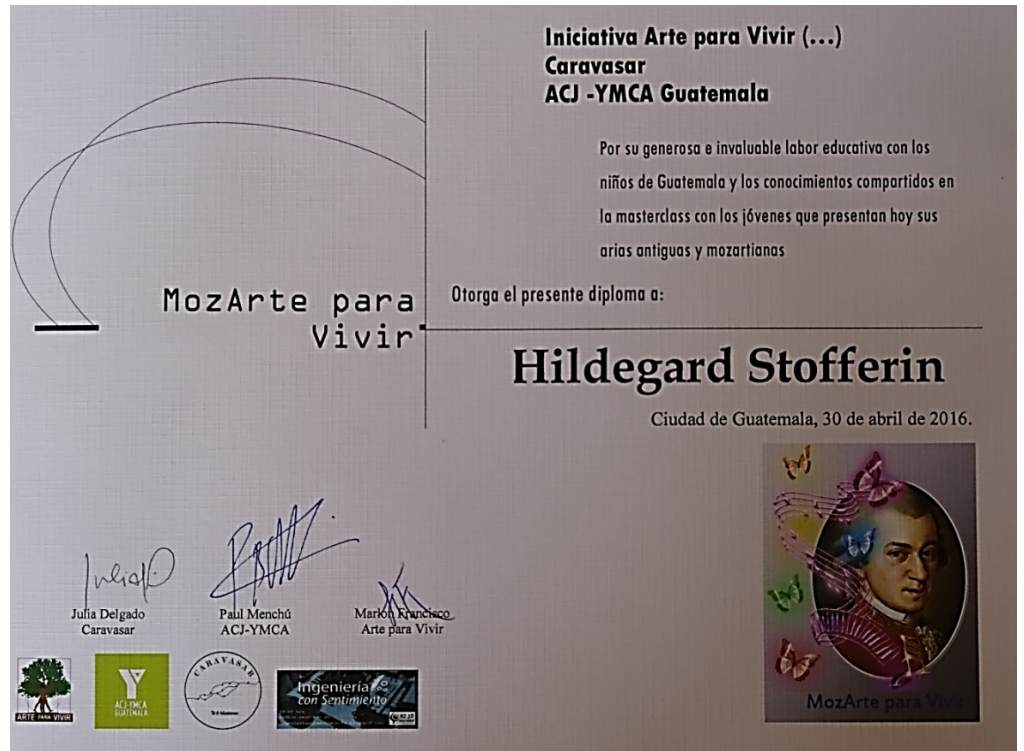 Iniciativa Arte para Vivir (...)
Caravasar
ACJ -YMCA Guatemala
Por su generosa e invaluable labor educativa con los
niños de Guatemala y los conocimientos compartidos en
la masterclass con los jóvenes que presentan hoy sus
arias antiguas y mozartianas
MozArte para
Vivir
Otorga el presente diploma a:
Hildegard Stofferin
Ciudad de Guatemala, 30 de abril de 2016.
Julia Delgado
Caravasar
Paul Menchú
ACJ-YMCA
Marlon Francisco
Arte para Vivir
ARTE PARA VIVIR
ACJ-YMCA
GUATEMALA
CARAVASAR
Ingeniería
con Sentimiento
MozArte para Vivir